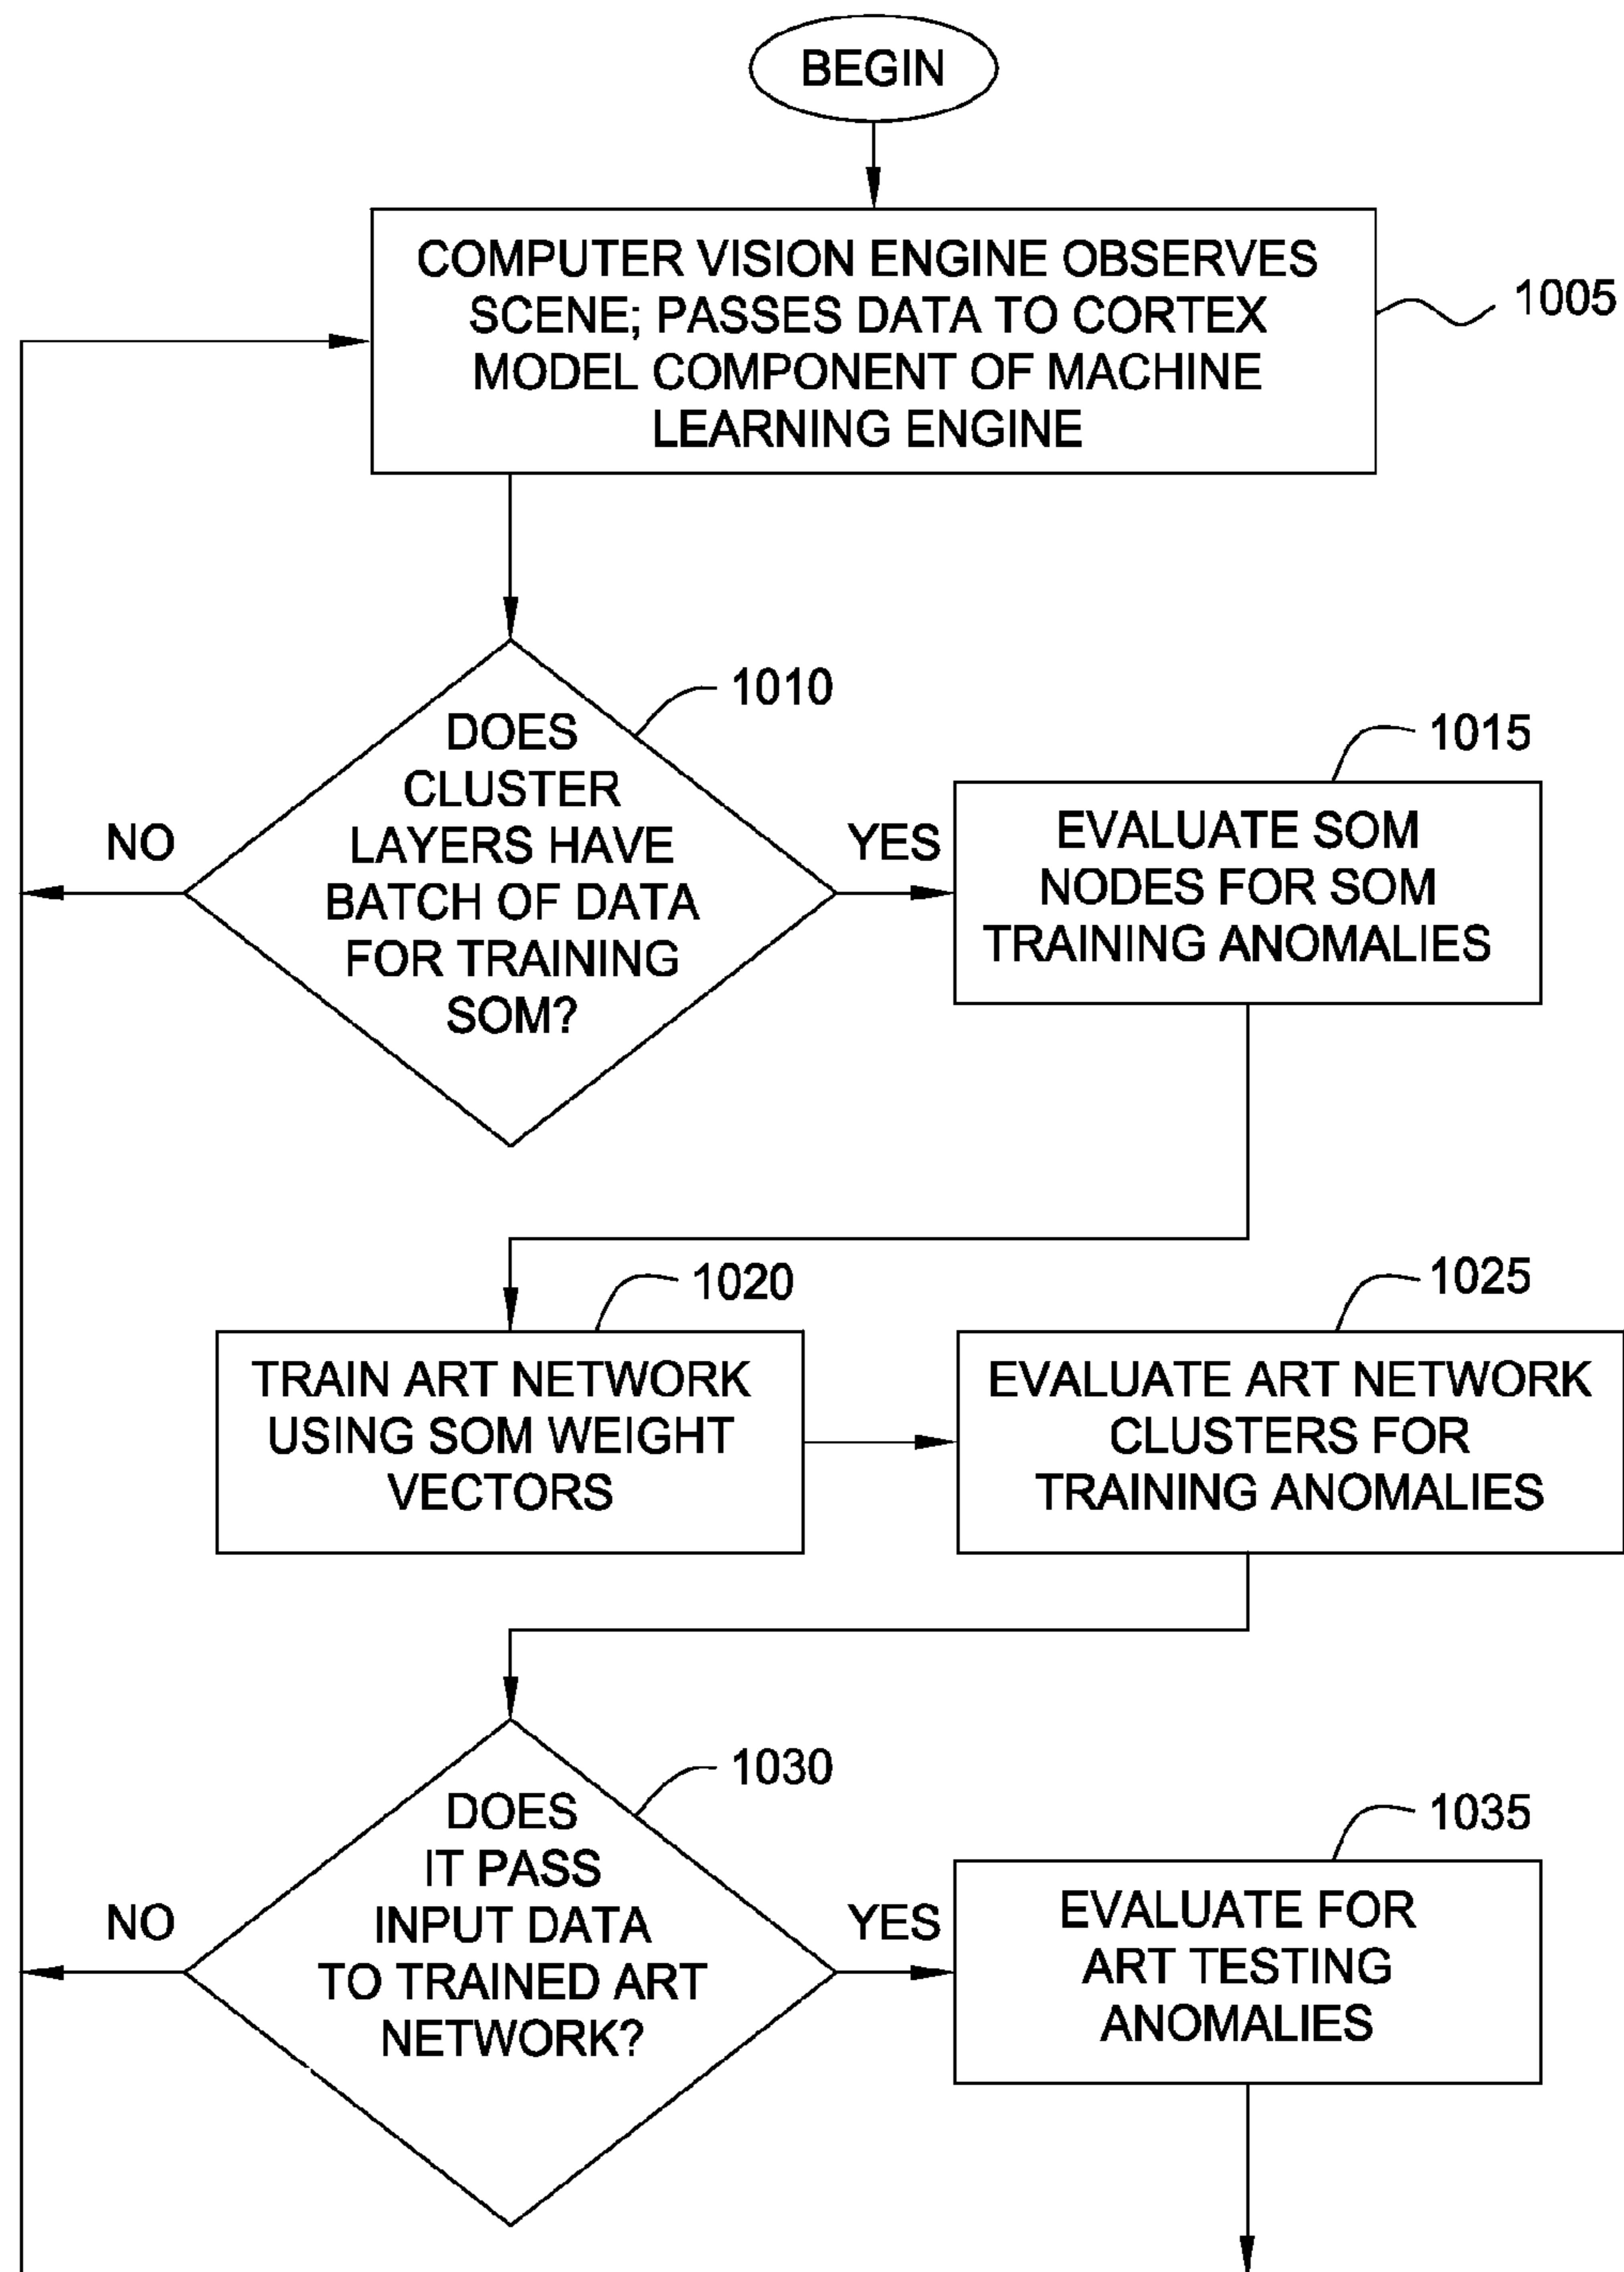 BEGIN
COMPUTER VISION ENGINE OBSERVES
SCENE; PASSES DATA TO CORTEX
MODEL COMPONENT OF MACHINE
LEARNING ENGINE
1005
1010
DOES
CLUSTER
LAYERS HAVE
BATCH OF DATA
FOR TRAINING
SOM?
NO
YES
1015
EVALUATE SOM
NODES FOR SOM
TRAINING ANOMALIES
1020
TRAIN ART NETWORK
USING SOM WEIGHT
VECTORS
1025
EVALUATE ART NETWORK
CLUSTERS FOR
TRAINING ANOMALIES
1030
DOES
IT PASS
INPUT DATA
TO TRAINED ART
NETWORK?
NO
YES
1035
EVALUATE FOR
ART TESTING
ANOMALIES